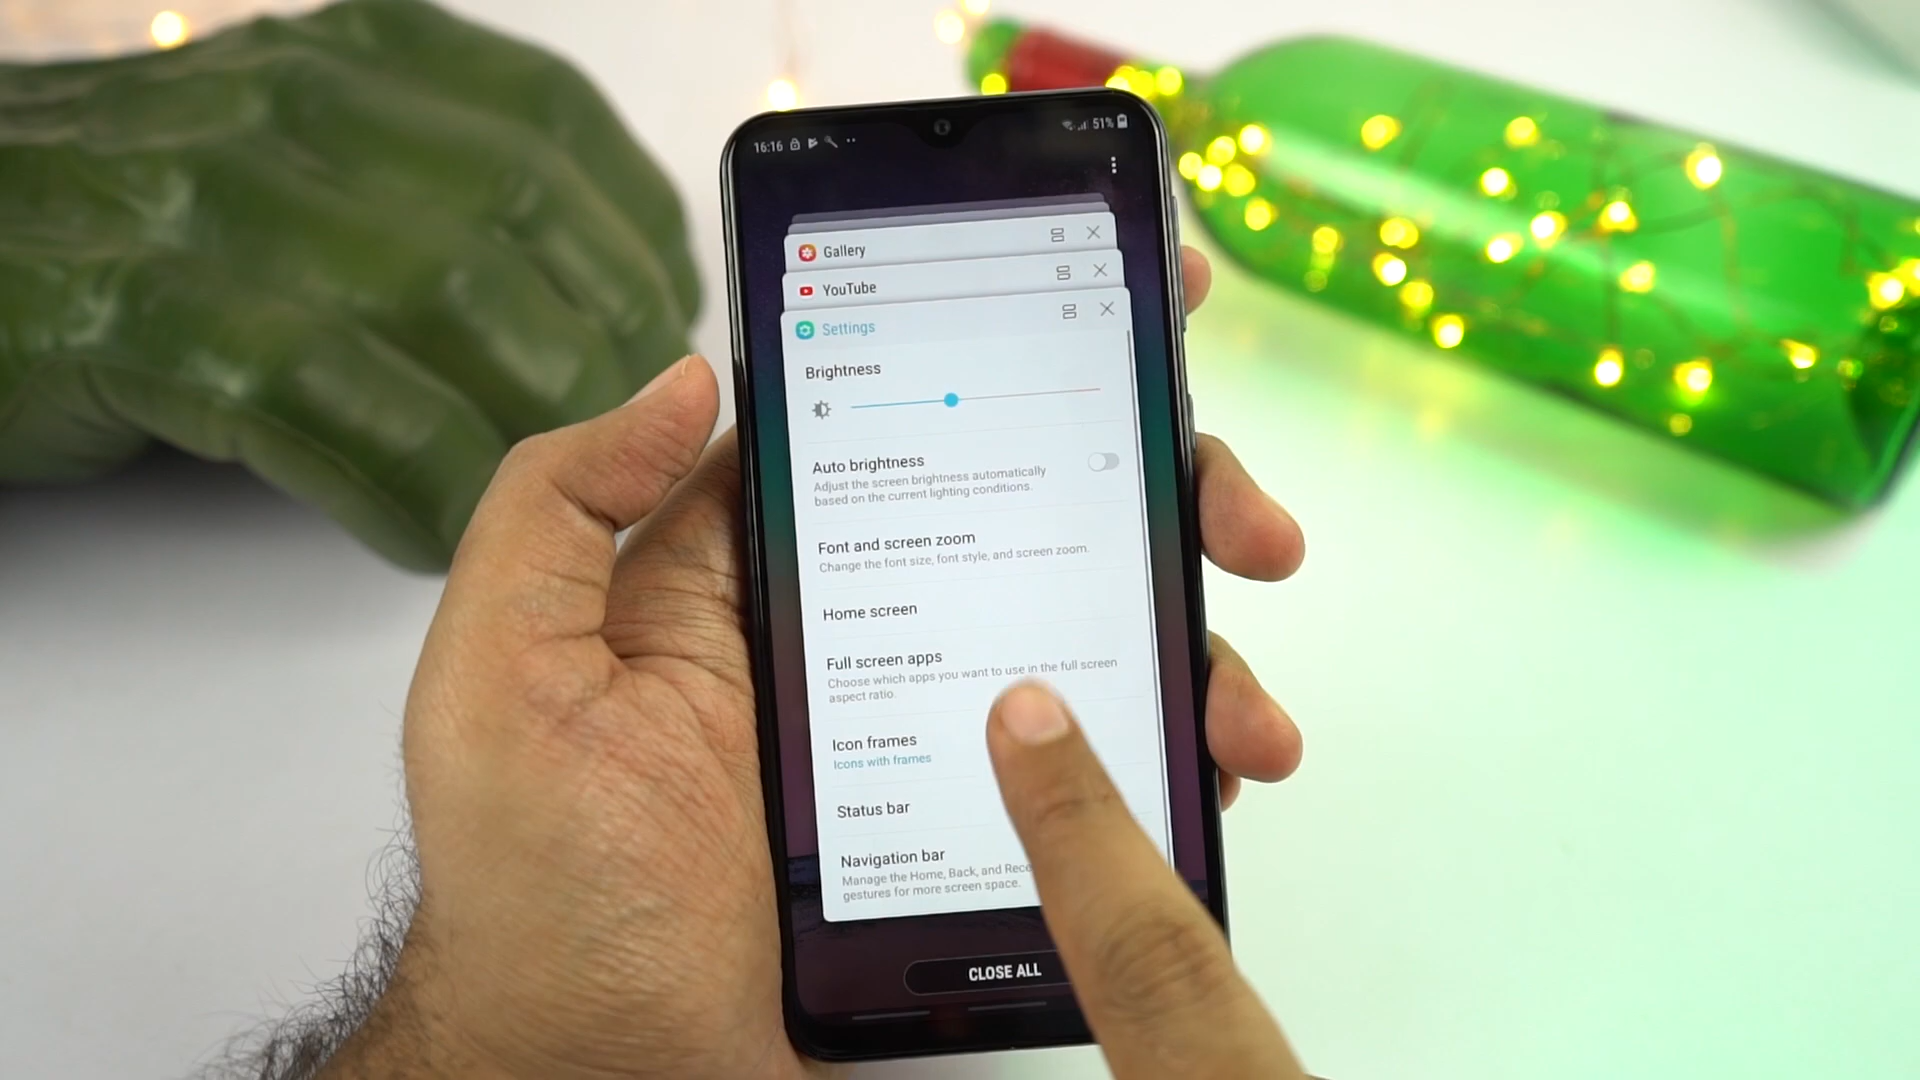 16:16 51%
Gallery
YouTube
Settings
Brightness
Auto brightness
Adjust the screen brightness automatically
based on the current lighting conditions.
Font and screen zoom
Change the font size, font style, and screen zoom.
Home screen
Full screen apps
Choose which apps you want to use in the full screen
aspect ratio.
Icon frames
Icons with frames
Status bar
Navigation bar
Manage the Home, Back, and
gestures for more screen space.
CLOSE ALL